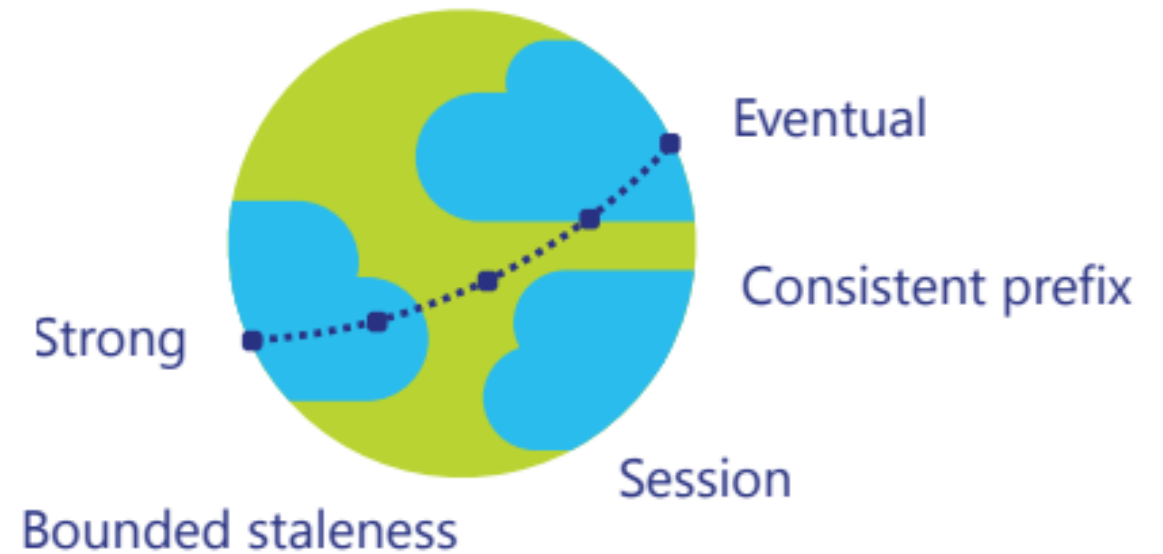 Eventual
Consistent prefix
Strong
Session
Bounded staleness